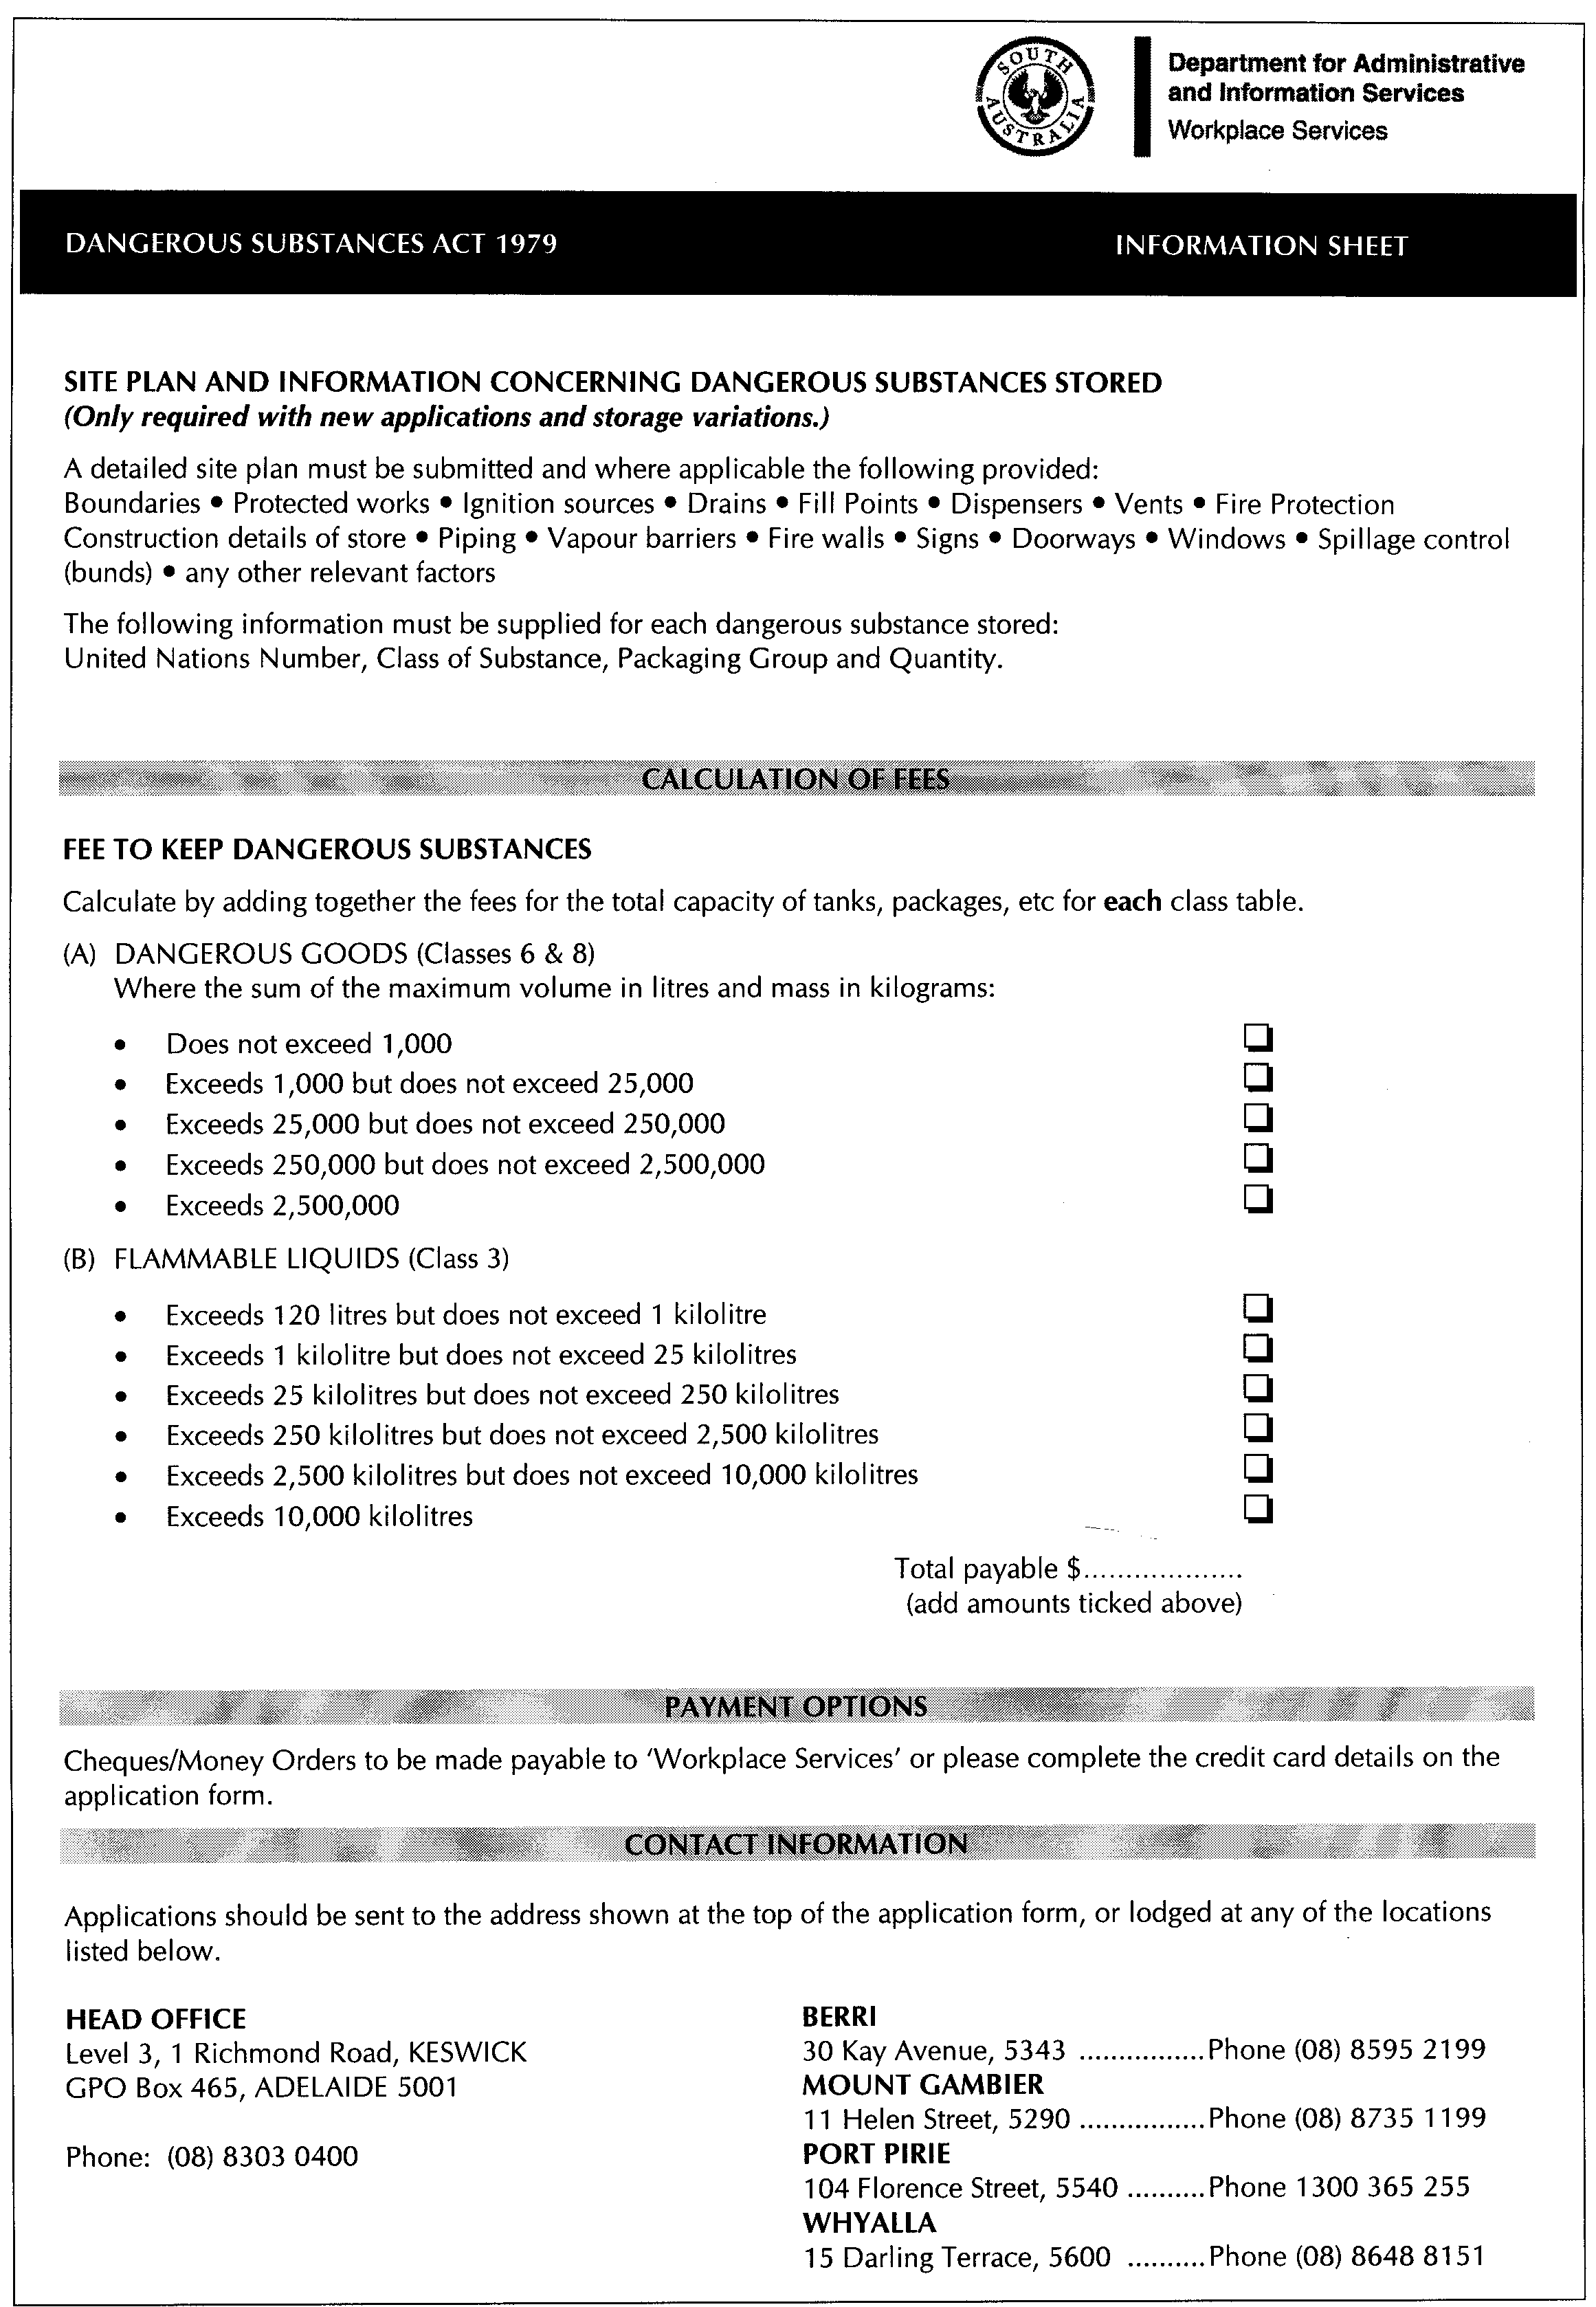 SOUTH AUSTRALIA
Department for Administrative
and Information Services
Workplace Services
DANGEROUS SUBSTANCES ACT 1979
INFORMATION SHEET
SITE PLAN AND INFORMATION CONCERNING DANGEROUS SUBSTANCES STORED
(Only required with new applications and storage variations.)
A detailed site plan must be submitted and where applicable the following provided:
Boundaries • Protected works • Ignition sources • Drains • Fill Points • Dispensers • Vents • Fire Protection
Construction details of store • Piping • Vapour barriers • Fire walls • Signs • Doorways • Windows • Spillage control
(bunds) • any other relevant factors
The following information must be supplied for each dangerous substance stored:
United Nations Number, Class of Substance, Packaging Group and Quantity.
CALCULATION OF FEES
FEE TO KEEP DANGEROUS SUBSTANCES
Calculate by adding together the fees for the total capacity of tanks, packages, etc for each class table.
(A) DANGEROUS GOODS (Classes 6 & 8)
Where the sum of the maximum volume in litres and mass in kilograms:
• Does not exceed 1,000
• Exceeds 1,000 but does not exceed 25,000
• Exceeds 25,000 but does not exceed 250,000
• Exceeds 250,000 but does not exceed 2,500,000
• Exceeds 2,500,000
(B) FLAMMABLE LIQUIDS (Class 3)
• Exceeds 120 litres but does not exceed 1 kilolitre
• Exceeds 1 kilolitre but does not exceed 25 kilolitres
• Exceeds 25 kilolitres but does not exceed 250 kilolitres
• Exceeds 250 kilolitres but does not exceed 2,500 kilolitres
• Exceeds 2,500 kilolitres but does not exceed 10,000 kilolitres
• Exceeds 10,000 kilolitres
Total payable $...................
(add amounts ticked above)
PAYMENT OPTIONS
Cheques/Money Orders to be made payable to 'Workplace Services' or please complete the credit card details on the
application form.
CONTACT INFORMATION
Applications should be sent to the address shown at the top of the application form, or lodged at any of the locations
listed below.
HEAD OFFICE
Level 3, 1 Richmond Road, KESWICK
GPO Box 465, ADELAIDE 5001
Phone: (08) 8303 0400
BERRI
30 Kay Avenue, 5343 ................Phone (08) 8595 2199
MOUNT GAMBIER
11 Helen Street, 5290 ................Phone (08) 8735 1199
PORT PIRIE
104 Florence Street, 5540 ..........Phone 1300 365 255
WHYALLA
15 Darling Terrace, 5600 ..........Phone (08) 8648 8151